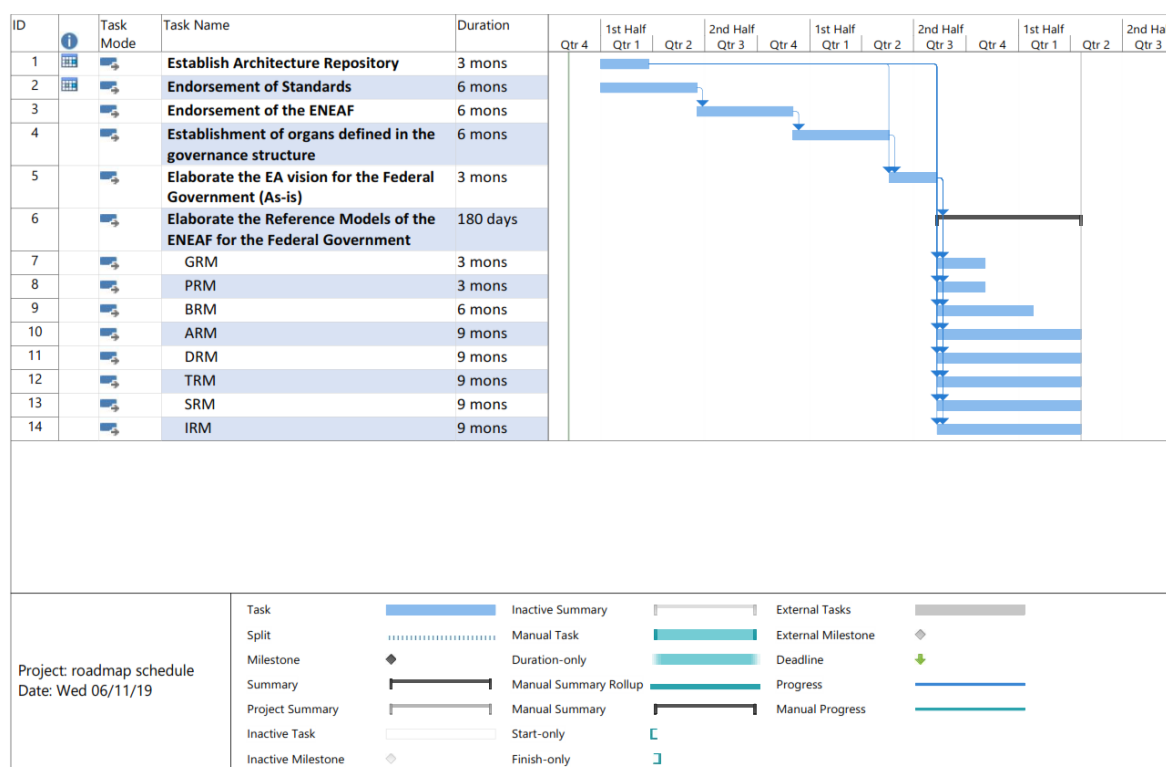 ID Task Mode Task Name Duration
1st Half 2nd Half 1st Half 2nd Half 1st Half 2nd Ha
Qtr 4 Qtr 1 Qtr 2 Qtr 3 Qtr 4 Qtr 1 Qtr 2 Qtr 3 Qtr 4 Qtr 1 Qtr 2 Qtr 3
1 Establish Architecture Repository 3 mons
2 Endorsement of Standards 6 mons
3 Endorsement of the ENEAF 6 mons
4 Establishment of organs defined in the 6 mons
governance structure
5 Elaborate the EA vision for the Federal 3 mons
Government (As-is)
6 Elaborate the Reference Models of the 180 days
ENEAF for the Federal Government
7 GRM 3 mons
8 PRM 3 mons
9 BRM 6 mons
10 ARM 9 mons
11 DRM 9 mons
12 TRM 9 mons
13 SRM 9 mons
14 IRM 9 mons
Project: roadmap schedule
Date: Wed 06/11/19
Task
Split
Milestone
Summary
Project Summary
Inactive Task
Inactive Milestone
Inactive Summary
Manual Task
Duration-only
Manual Summary Rollup
Manual Summary
Start-only
Finish-only
External Tasks
External Milestone
Deadline
Progress
Manual Progress